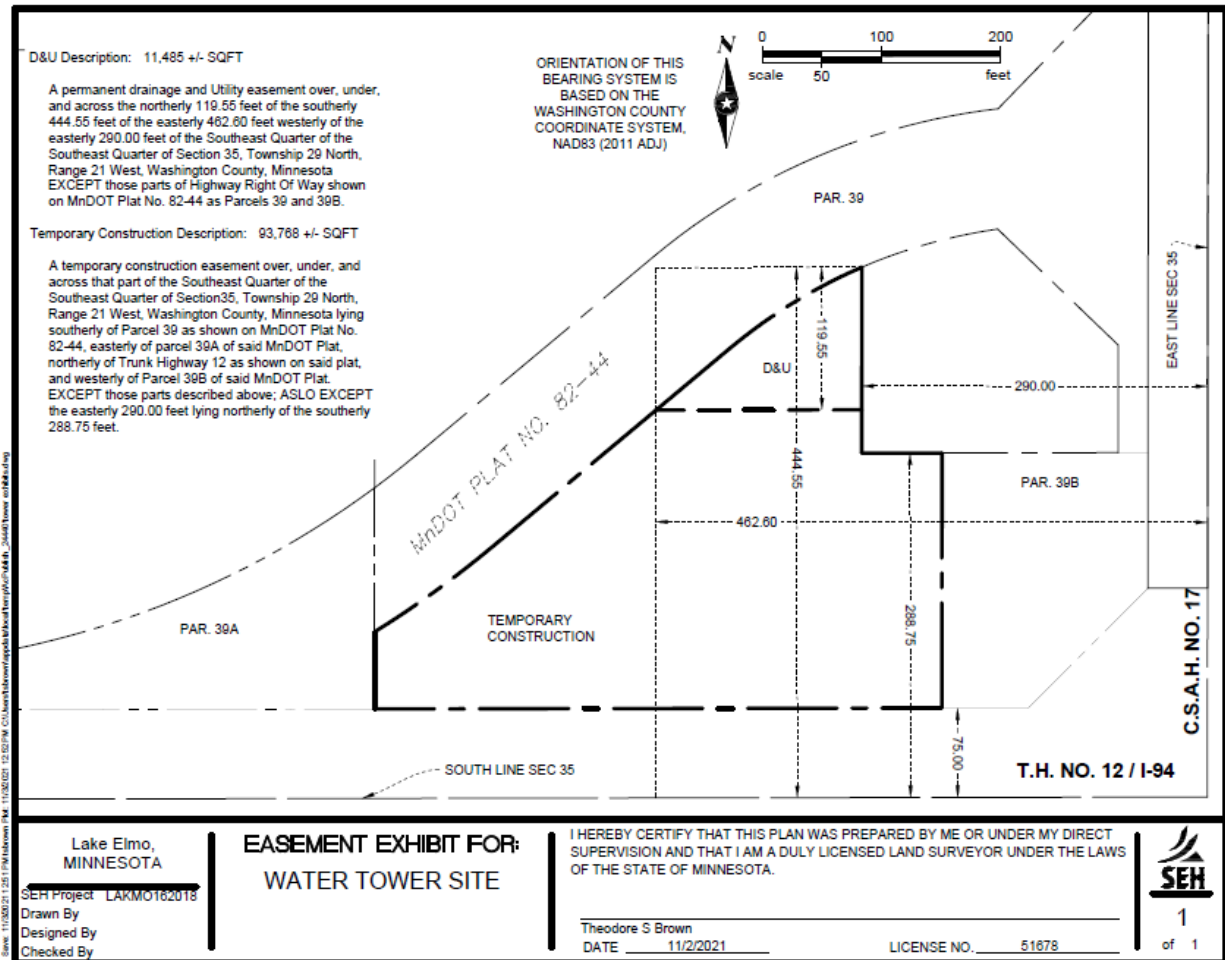 D&U Description: 11,485 +/- SQFT
A permanent drainage and Utility easement over, under,
and across the northerly 119.55 feet of the southerly
444.55 feet of the easterly 462.60 feet westerly of the
easterly 290.00 feet of the Southeast Quarter of the
Southeast Quarter of Section 35, Township 29 North,
Range 21 West, Washington County, Minnesota
EXCEPT those parts of Highway Right Of Way shown
on MnDOT Plat No. 82-44 as Parcels 39 and 39B.
Temporary Construction Description: 93,768 +/- SQFT
A temporary construction easement over, under, and
across that part of the Southeast Quarter of the
Southeast Quarter of Section35, Township 29 North,
Range 21 West, Washington County, Minnesota lying
southerly of Parcel 39 as shown on MnDOT Plat No.
82-44, easterly of parcel 39A of said MnDOT Plat,
northerly of Trunk Highway 12 as shown on said plat,
and westerly of Parcel 39B of said MnDOT Plat.
EXCEPT those parts described above; ASLO EXCEPT
the easterly 290.00 feet lying northerly of the southerly
288.75 feet.
ORIENTATION OF THIS
BEARING SYSTEM IS
BASED ON THE
WASHINGTON COUNTY
COORDINATE SYSTEM,
NAD83 (2011 ADJ)
N
0 100 200
scale 50 feet
PAR. 39
EAST LINE SEC 35
119.55
D&U
290.00
MnDOT PLAT NO. 82-44
444.55
PAR. 39B
462.60
288.75
TEMPORARY
CONSTRUCTION
PAR. 39A
C.S.A.H. NO. 17
75.00
SOUTH LINE SEC 35
T.H. NO. 12 / I-94
Lake Elmo,
MINNESOTA
SEH Project LAKMO162018
Drawn By
Designed By
Checked By
EASEMENT EXHIBIT FOR:
WATER TOWER SITE
I HEREBY CERTIFY THAT THIS PLAN WAS PREPARED BY ME OR UNDER MY DIRECT
SUPERVISION AND THAT I AM A DULY LICENSED LAND SURVEYOR UNDER THE LAWS
OF THE STATE OF MINNESOTA.
Theodore S Brown
DATE 11/2/2021 LICENSE NO. 51678
SEH
1
of 1